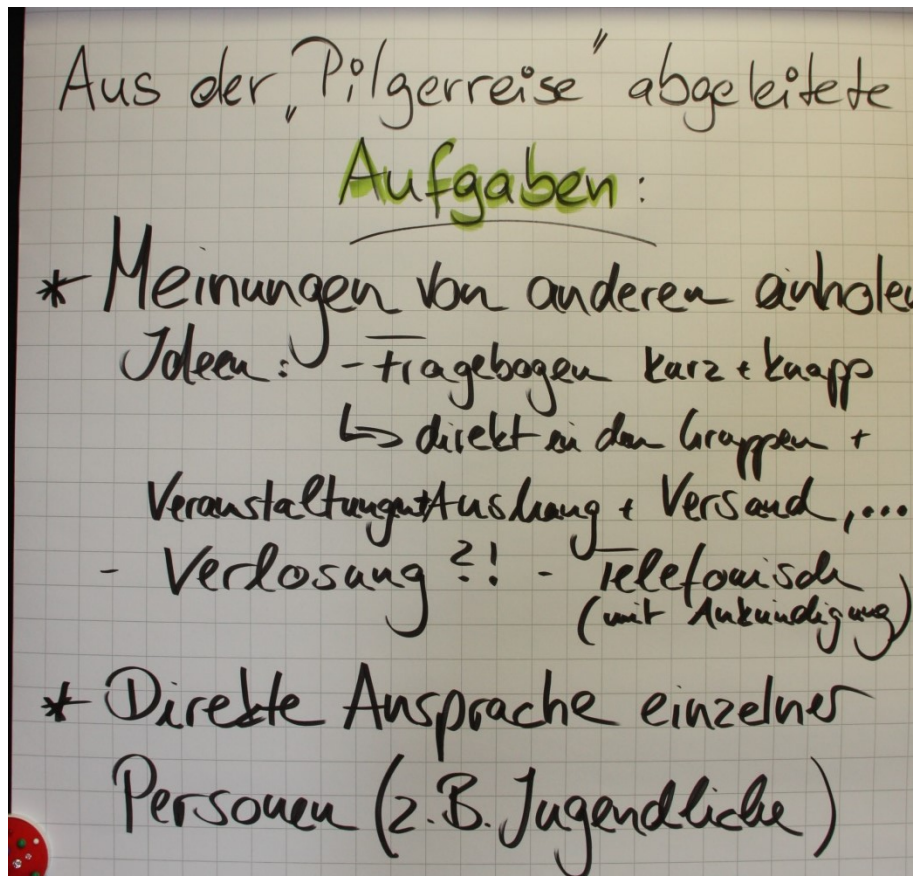 Aus der „Pilgerreise" abgeleitete
Aufgaben:
* Meinungen von anderen einholen
Ideen: - Fragebogen kurz + knapp
↳ direkt in den Gruppen +
Veranstaltungen + Aushang + Versand, ...
- Verlosung?! - Telefonisch
(mit Ankündigung)
* Direkte Ansprache einzelner
Personen (z.B. Jugendliche)